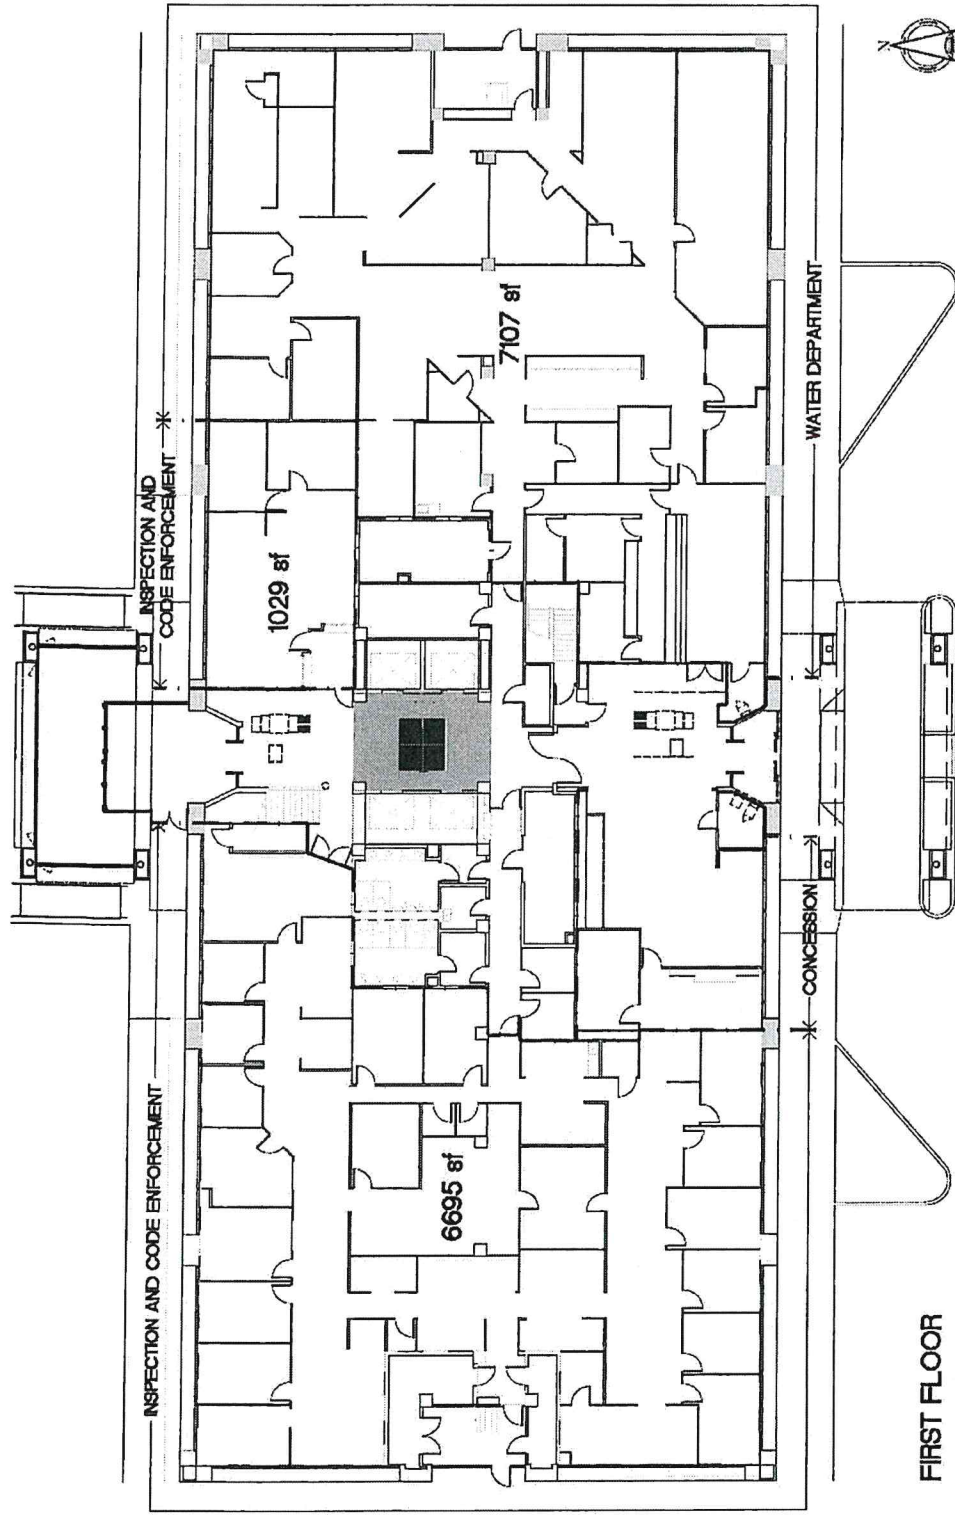 INSPECTION AND CODE ENFORCEMENT
INSPECTION AND
CODE ENFORCEMENT
1029 sf
7107 sf
6695 sf
CONCESSION
WATER DEPARTMENT
FIRST FLOOR
N